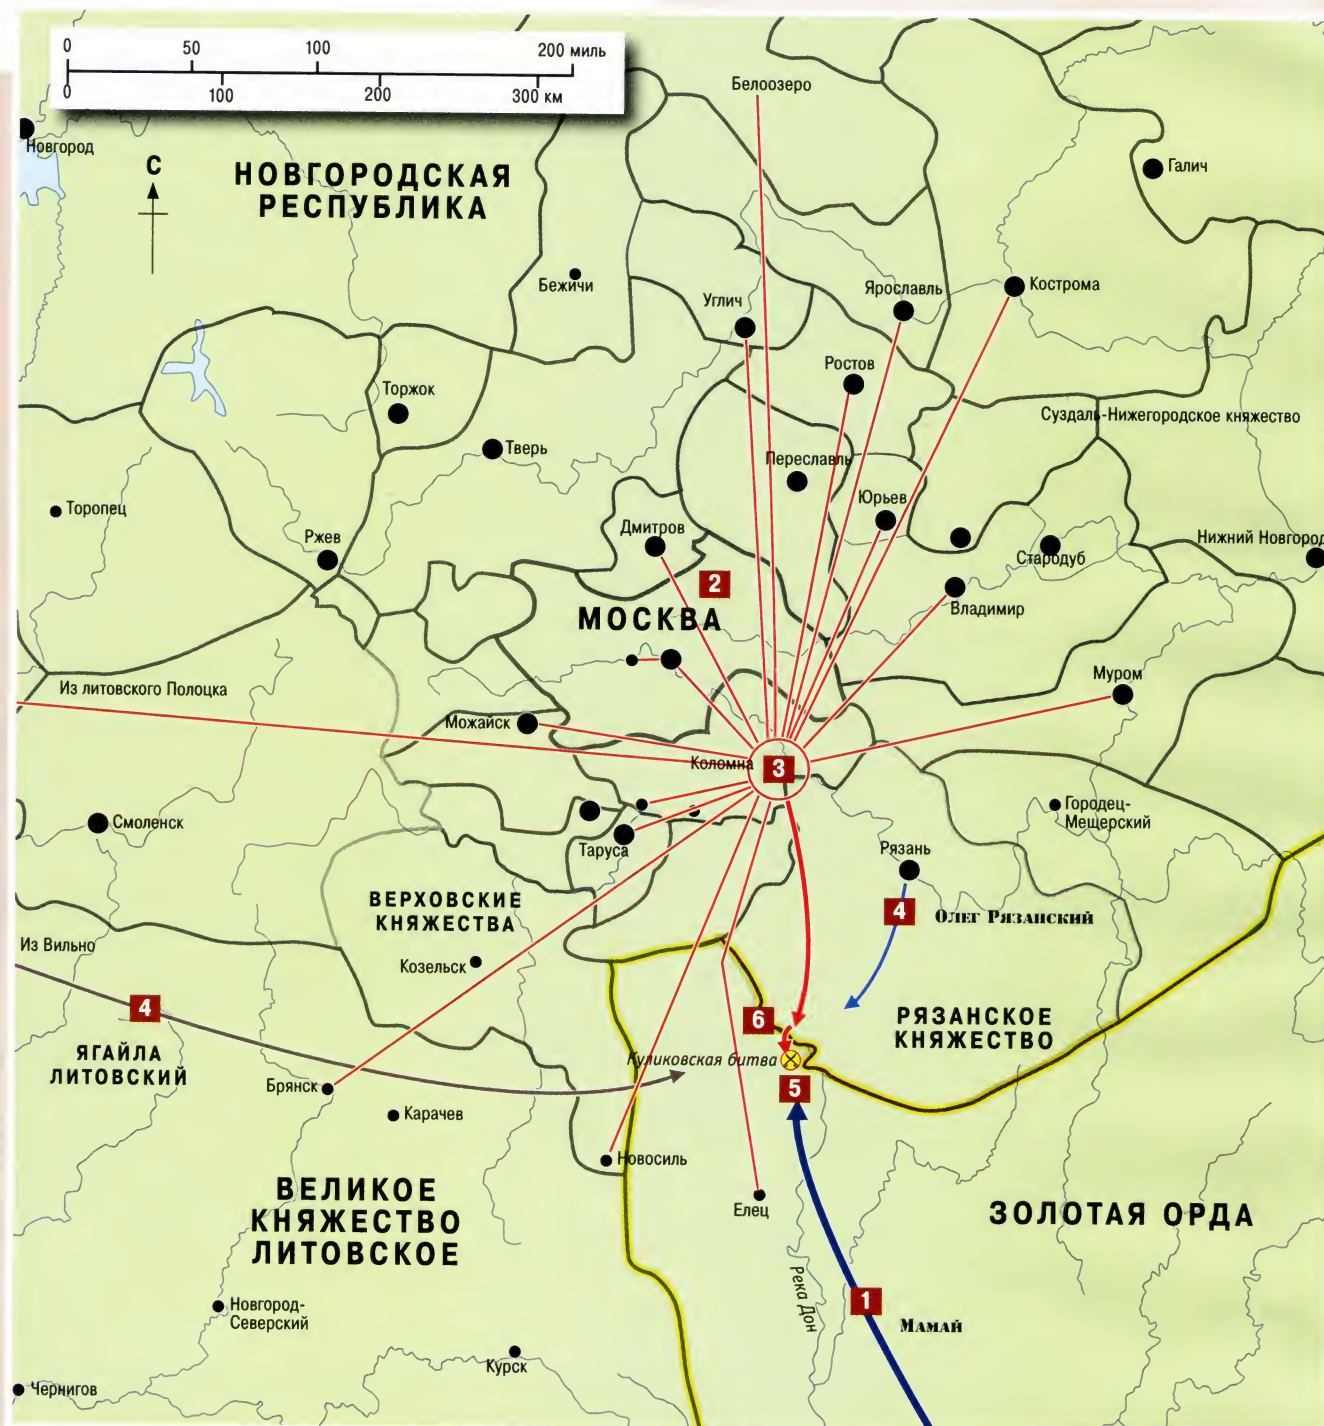 0 50 100 200 миль
0 100 200 300 км
Белоозеро
Новгород
С
НОВГОРОДСКАЯ
РЕСПУБЛИКА
Галич
Бежичи
Углич
Ярославль
Кострома
Ростов
Торжок
Суздаль-Нижегородское княжество
Тверь
Переславль
Юрьев
Торопец
Ржев
Дмитров
Стародуб
Нижний Новгород
2
МОСКВА
Владимир
Из литовского Полоцка
Муром
Можайск
Коломна
3
Смоленск
Таруса
Городец-
Мещерский
Рязань
ВЕРХОВСКИЕ
КНЯЖЕСТВА
4
Олег Рязанский
Из Вильно
Козельск
4
6
РЯЗАНСКОЕ
КНЯЖЕСТВО
ЯГАЙЛА
ЛИТОВСКИЙ
Куликовская битва
5
Брянск
Карачев
Новосиль
Елец
ВЕЛИКОЕ
КНЯЖЕСТВО
ЛИТОВСКОЕ
ЗОЛОТАЯ ОРДА
Река Дон
1
Мамай
Новгород-
Северский
Курск
Чернигов